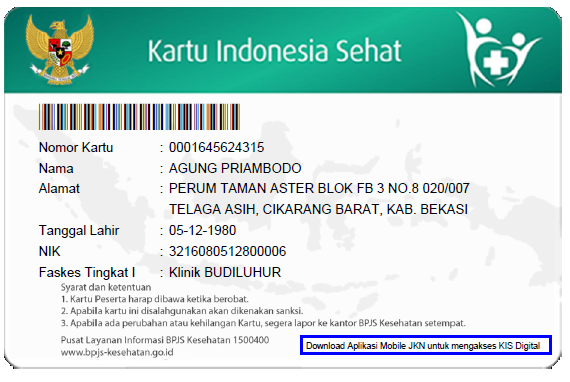 Kartu Indonesia Sehat
Nomor Kartu : 0001645624315
Nama : AGUNG PRIAMBODO
Alamat : PERUM TAMAN ASTER BLOK FB 3 NO.8 020/007
TELAGA ASIH, CIKARANG BARAT, KAB. BEKASI
Tanggal Lahir : 05-12-1980
NIK : 3216080512800006
Faskes Tingkat I : Klinik BUDILUHUR
Syarat dan ketentuan
1. Kartu Peserta harap dibawa ketika berobat.
2. Apabila kartu ini disalahgunakan akan dikenakan sanksi.
3. Apabila ada perubahan atau kehilangan Kartu, segera lapor ke kantor BPJS Kesehatan setempat.
Pusat Layanan Informasi BPJS Kesehatan 1500400
www.bpjs-kesehatan.go.id
Download Aplikasi Mobile JKN untuk mengakses KIS Digital